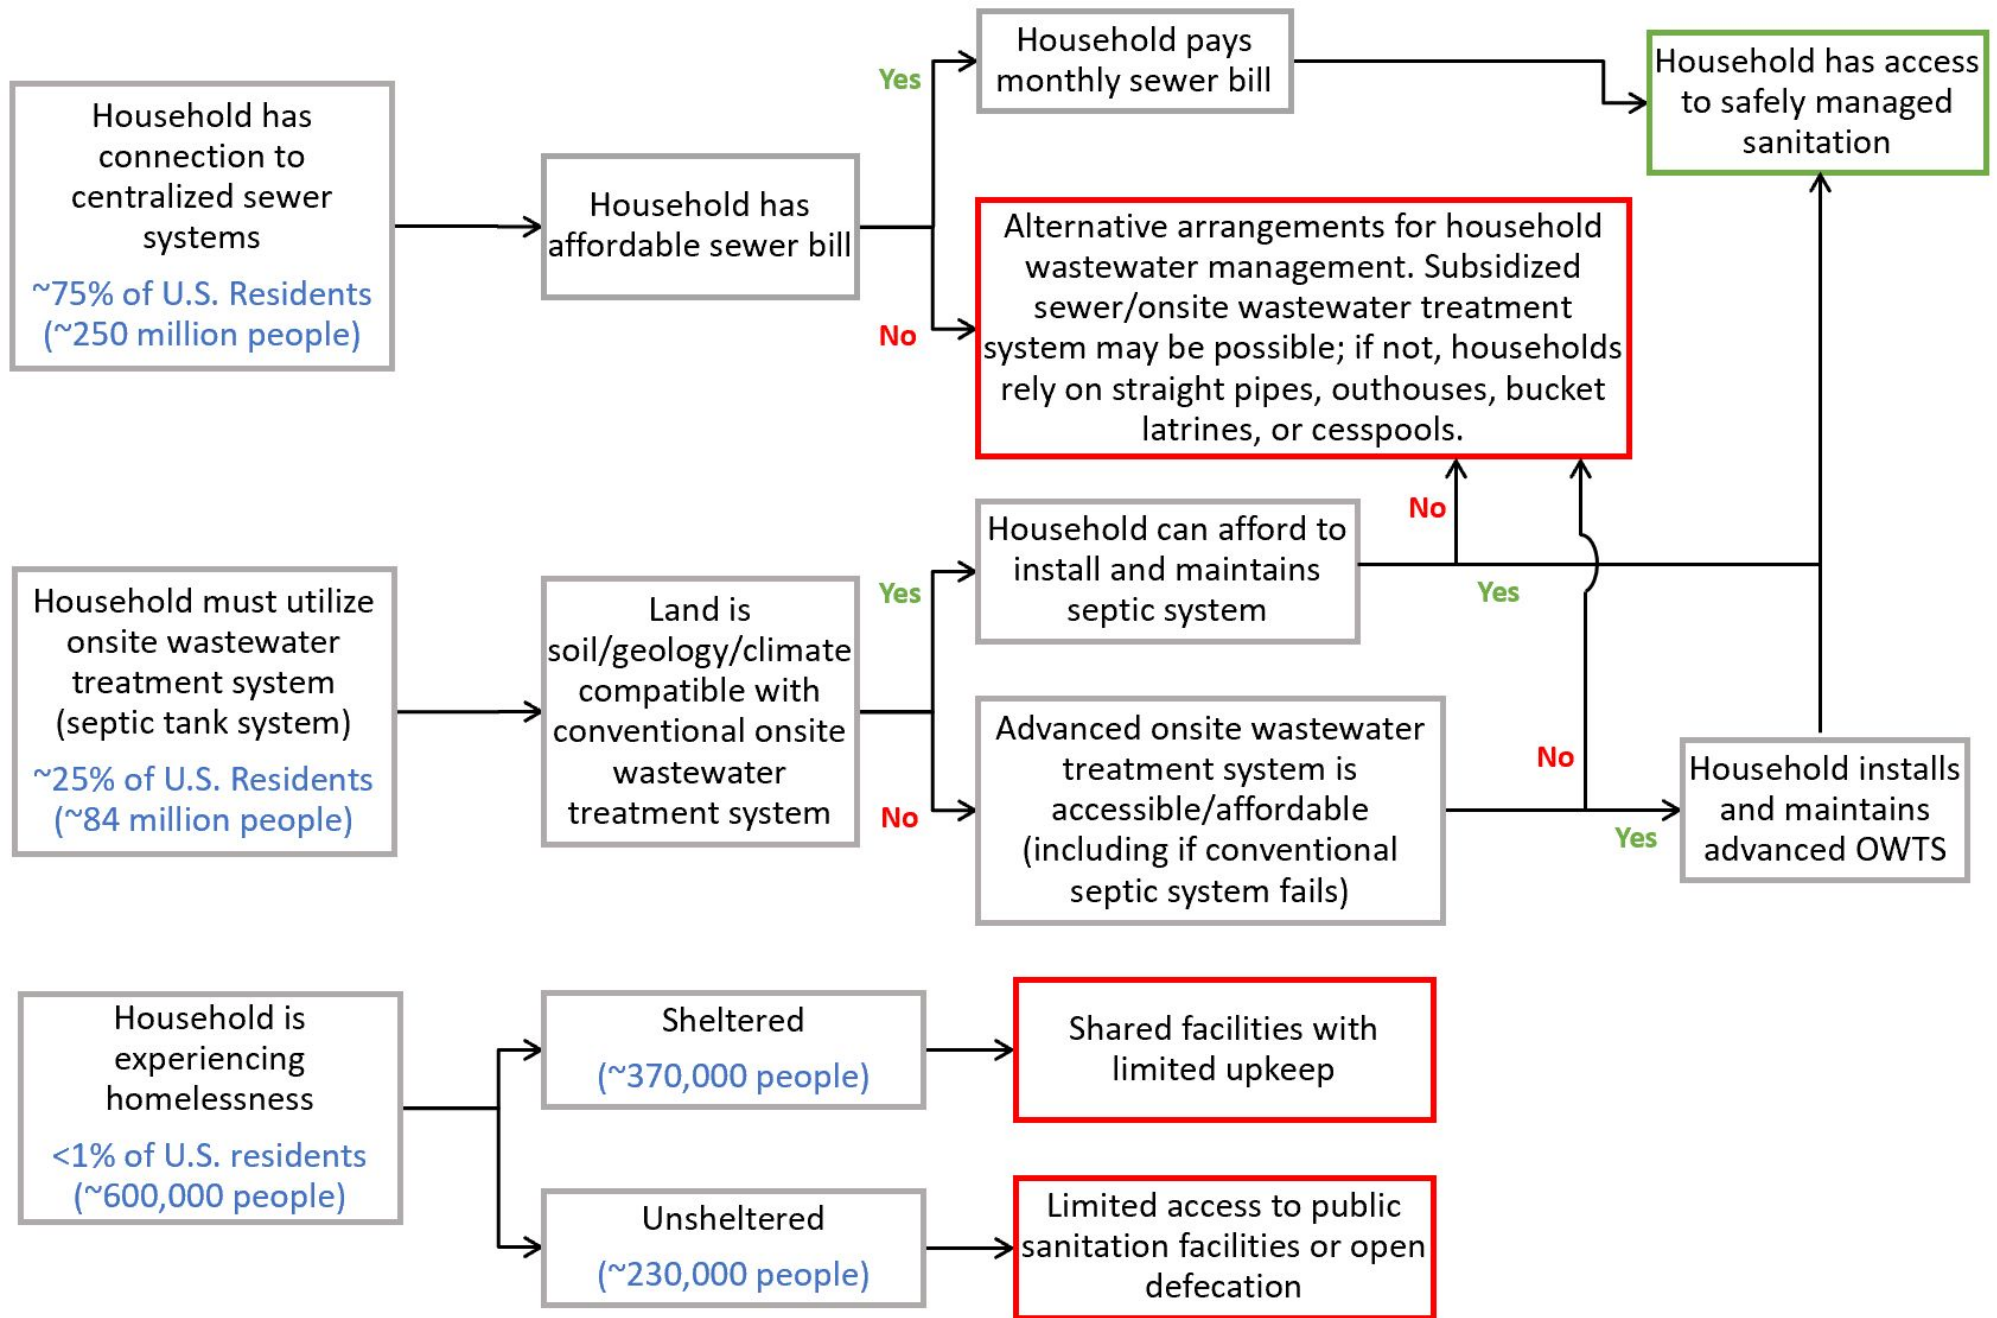 Household has
connection to
centralized sewer
systems
~75% of U.S. Residents
(~250 million people)
Household has
affordable sewer bill
Yes
No
Household pays
monthly sewer bill
Household has access
to safely managed
sanitation
Alternative arrangements for household
wastewater management. Subsidized
sewer/onsite wastewater treatment
system may be possible; if not, households
rely on straight pipes, outhouses, bucket
latrines, or cesspools.
Household must utilize
onsite wastewater
treatment system
(septic tank system)
~25% of U.S. Residents
(~84 million people)
Land is
soil/geology/climate
compatible with
conventional onsite
wastewater
treatment system
Yes
No
Household can afford to
install and maintains
septic system
No
Yes
Advanced onsite wastewater
treatment system is
accessible/affordable
(including if conventional
septic system fails)
No
Yes
Household installs
and maintains
advanced OWTS
Household is
experiencing
homelessness
<1% of U.S. residents
(~600,000 people)
Sheltered
(~370,000 people)
Shared facilities with
limited upkeep
Unsheltered
(~230,000 people)
Limited access to public
sanitation facilities or open
defecation